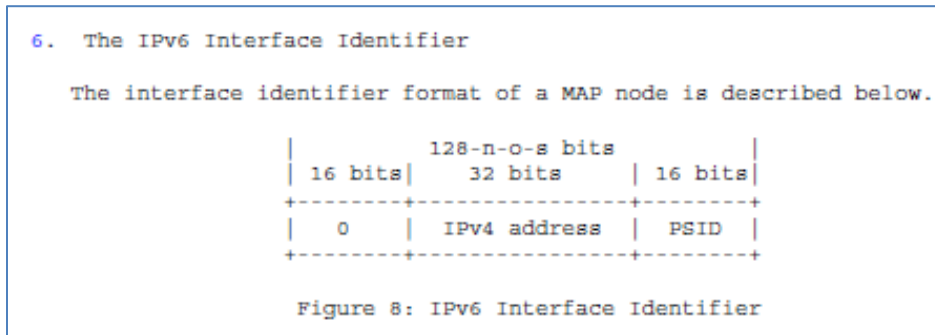 6.  The IPv6 Interface Identifier
The interface identifier format of a MAP node is described below.
|          128-n-o-s bits          |
| 16 bits|    32 bits     | 16 bits|
+--------+----------------+--------+
|   0    |  IPv4 address  |  PSID  |
+--------+----------------+--------+
Figure 8: IPv6 Interface Identifier